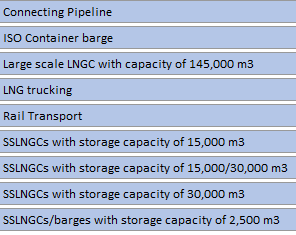 Connecting Pipeline
ISO Container barge
Large scale LNGC with capacity of 145,000 m3
LNG trucking
Rail Transport
SSLNGCs with storage capacity of 15,000 m3
SSLNGCs with storage capacity of 15,000/30,000 m3
SSLNGCs with storage capacity of 30,000 m3
SSLNGCs/barges with storage capacity of 2,500 m3